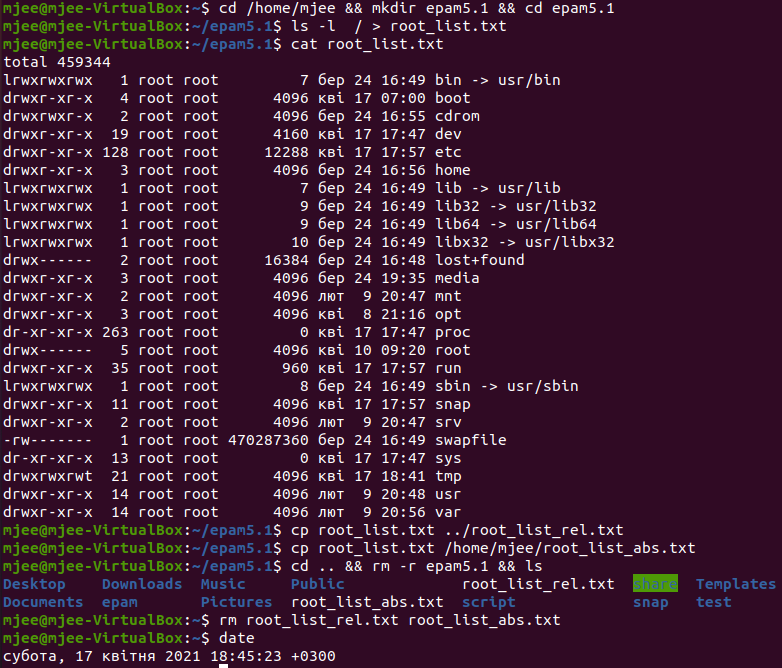 mjee@mjee-VirtualBox:~$ cd /home/mjee && mkdir epam5.1 && cd epam5.1
mjee@mjee-VirtualBox:~/epam5.1$ ls -l  / > root_list.txt
mjee@mjee-VirtualBox:~/epam5.1$ cat root_list.txt
total 459344
lrwxrwxrwx   1 root root         7 бер 24 16:49 bin -> usr/bin
drwxr-xr-x   4 root root      4096 кві 17 07:00 boot
drwxrwxr-x   2 root root      4096 бер 24 16:55 cdrom
drwxr-xr-x  19 root root      4160 кві 17 17:47 dev
drwxr-xr-x 128 root root     12288 кві 17 17:57 etc
drwxr-xr-x   3 root root      4096 бер 24 16:56 home
lrwxrwxrwx   1 root root         7 бер 24 16:49 lib -> usr/lib
lrwxrwxrwx   1 root root         9 бер 24 16:49 lib32 -> usr/lib32
lrwxrwxrwx   1 root root         9 бер 24 16:49 lib64 -> usr/lib64
lrwxrwxrwx   1 root root        10 бер 24 16:49 libx32 -> usr/libx32
drwx------   2 root root     16384 бер 24 16:48 lost+found
drwxr-xr-x   3 root root      4096 бер 24 19:35 media
drwxr-xr-x   2 root root      4096 лют  9 20:47 mnt
drwxr-xr-x   3 root root      4096 кві  8 21:16 opt
dr-xr-xr-x 263 root root         0 кві 17 17:47 proc
drwx------   5 root root      4096 кві 10 09:20 root
drwxr-xr-x  35 root root       960 кві 17 17:57 run
lrwxrwxrwx   1 root root         8 бер 24 16:49 sbin -> usr/sbin
drwxr-xr-x  11 root root      4096 кві 17 17:57 snap
drwxr-xr-x   2 root root      4096 лют  9 20:47 srv
-rw-------   1 root root 470287360 бер 24 16:49 swapfile
dr-xr-xr-x  13 root root         0 кві 17 17:47 sys
drwxrwxrwt  21 root root      4096 кві 17 18:41 tmp
drwxr-xr-x  14 root root      4096 лют  9 20:48 usr
drwxr-xr-x  14 root root      4096 лют  9 20:56 var
mjee@mjee-VirtualBox:~/epam5.1$ cp root_list.txt ../root_list_rel.txt
mjee@mjee-VirtualBox:~/epam5.1$ cp root_list.txt /home/mjee/root_list_abs.txt
mjee@mjee-VirtualBox:~/epam5.1$ cd .. && rm -r epam5.1 && ls
Desktop    Downloads  Music     Public             root_list_rel.txt  share  Templates
Documents  epam       Pictures  root_list_abs.txt  script             snap   test
mjee@mjee-VirtualBox:~$ rm root_list_rel.txt root_list_abs.txt
mjee@mjee-VirtualBox:~$ date
субота, 17 квітня 2021 18:45:23 +0300